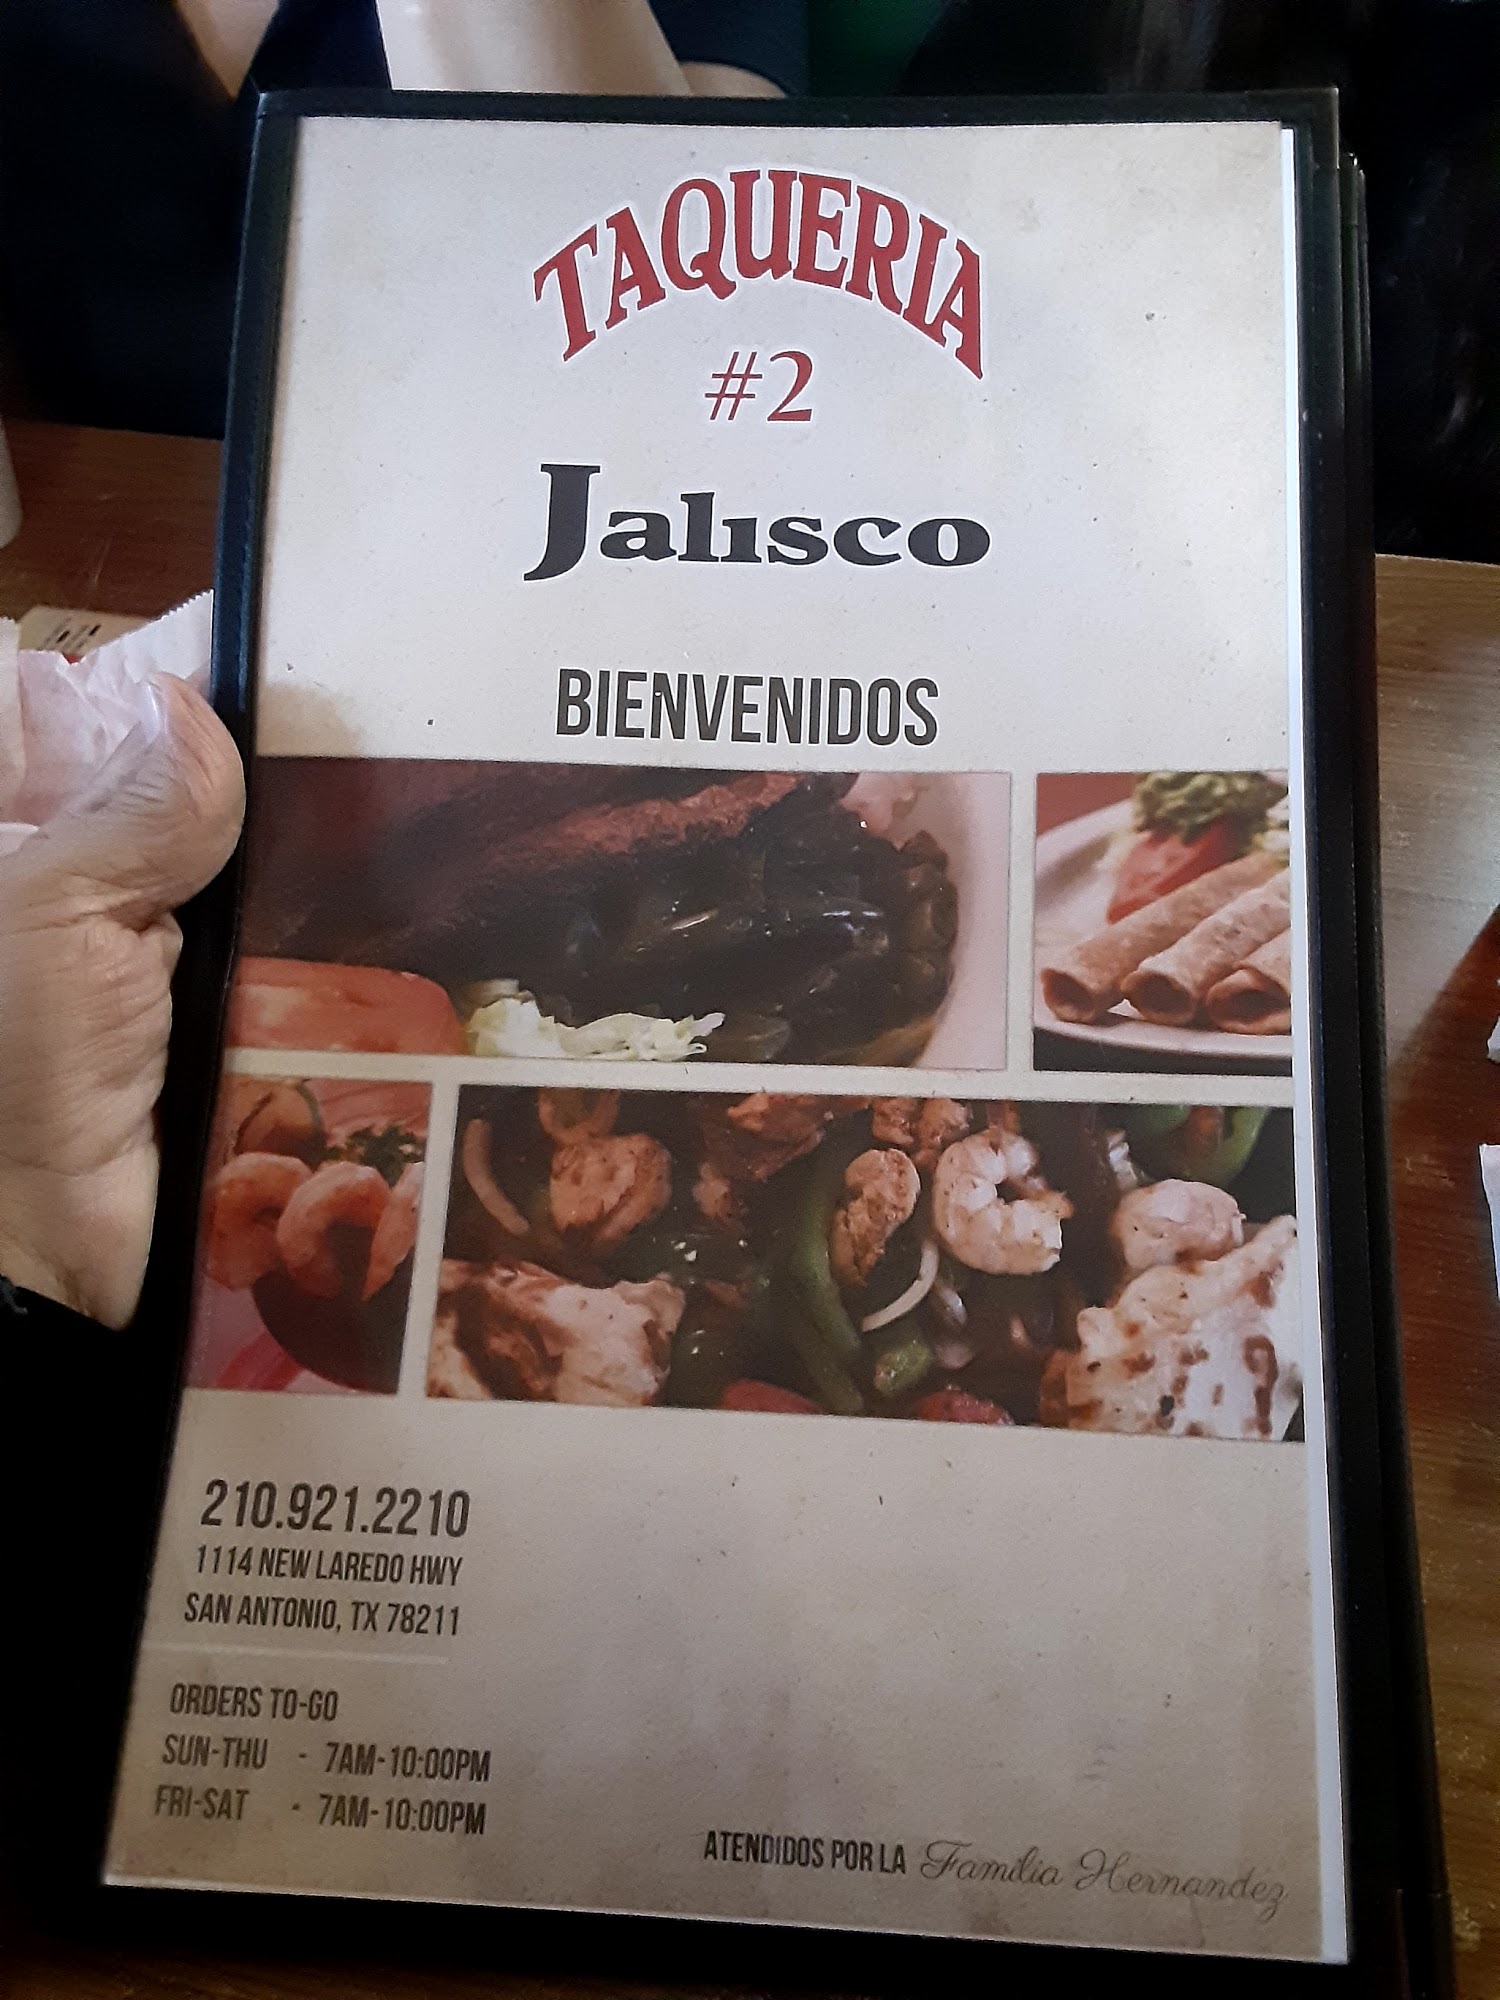 TAQUERIA
#2
Jalisco
BIENVENIDOS
210.921.2210
1114 NEW LAREDO HWY
SAN ANTONIO, TX 78211
ORDERS TO-GO
SUN-THU - 7AM-10:00PM
FRI-SAT - 7AM-10:00PM
ATENDIDOS POR LA Familia Hernandez